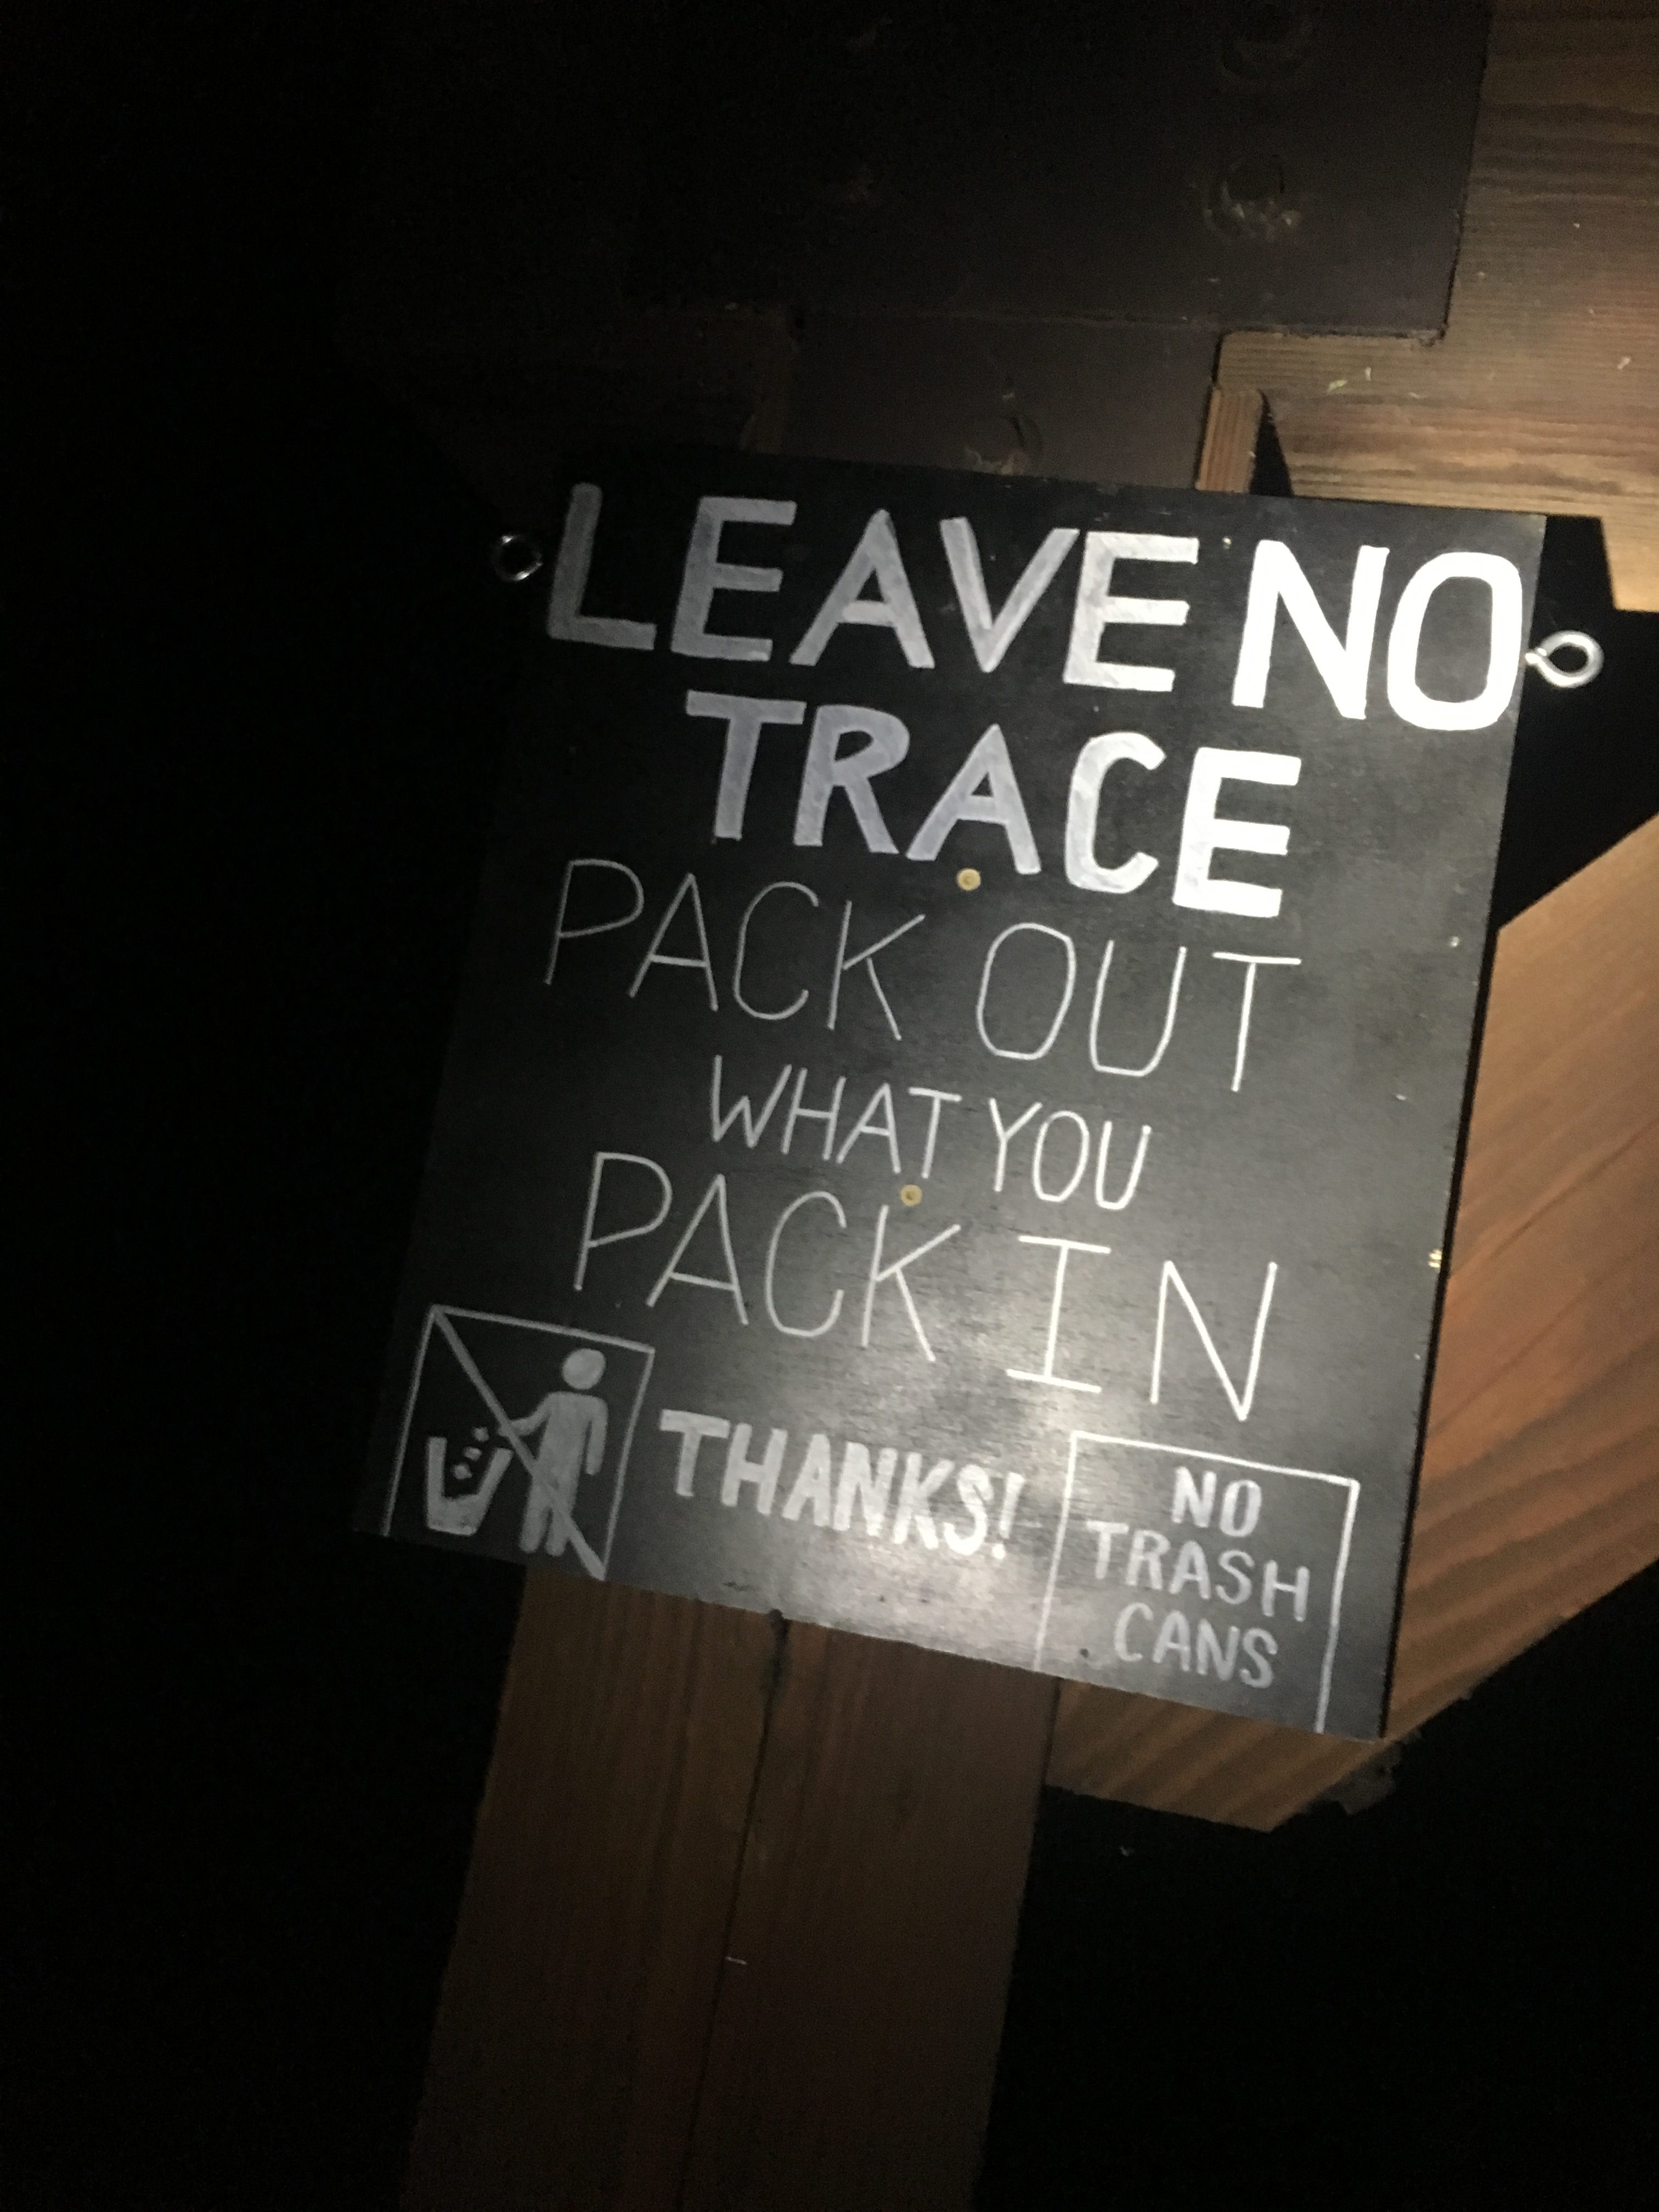 LEAVE NO
TRACE
PACK OUT
WHAT YOU
PACK IN
THANKS!
NO
TRASH
CANS